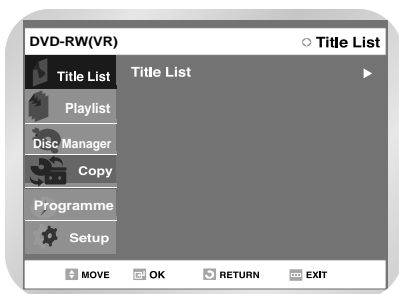 DVD-RW(VR) Title List
Title List Title List
Playlist
Disc Manager
Copy
Programme
Setup
MOVE OK RETURN EXIT